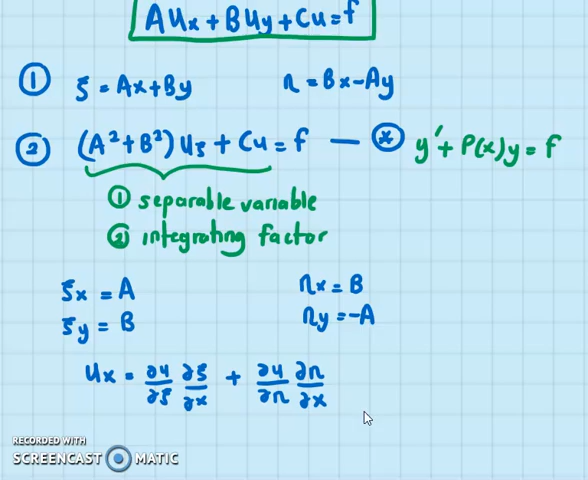 AUx + BUy + Cu = f
① ξ = Ax + By η = Bx - Ay
② (A² + B²) Uξ + Cu = f — ⊛ y' + P(x)y = f
① separable variable
② integrating factor
ξx = A ηx = B
ξy = B ηy = -A
Ux = ∂u/∂ξ ∂ξ/∂x + ∂u/∂η ∂η/∂x
RECORDED WITH
SCREENCAST MATIC